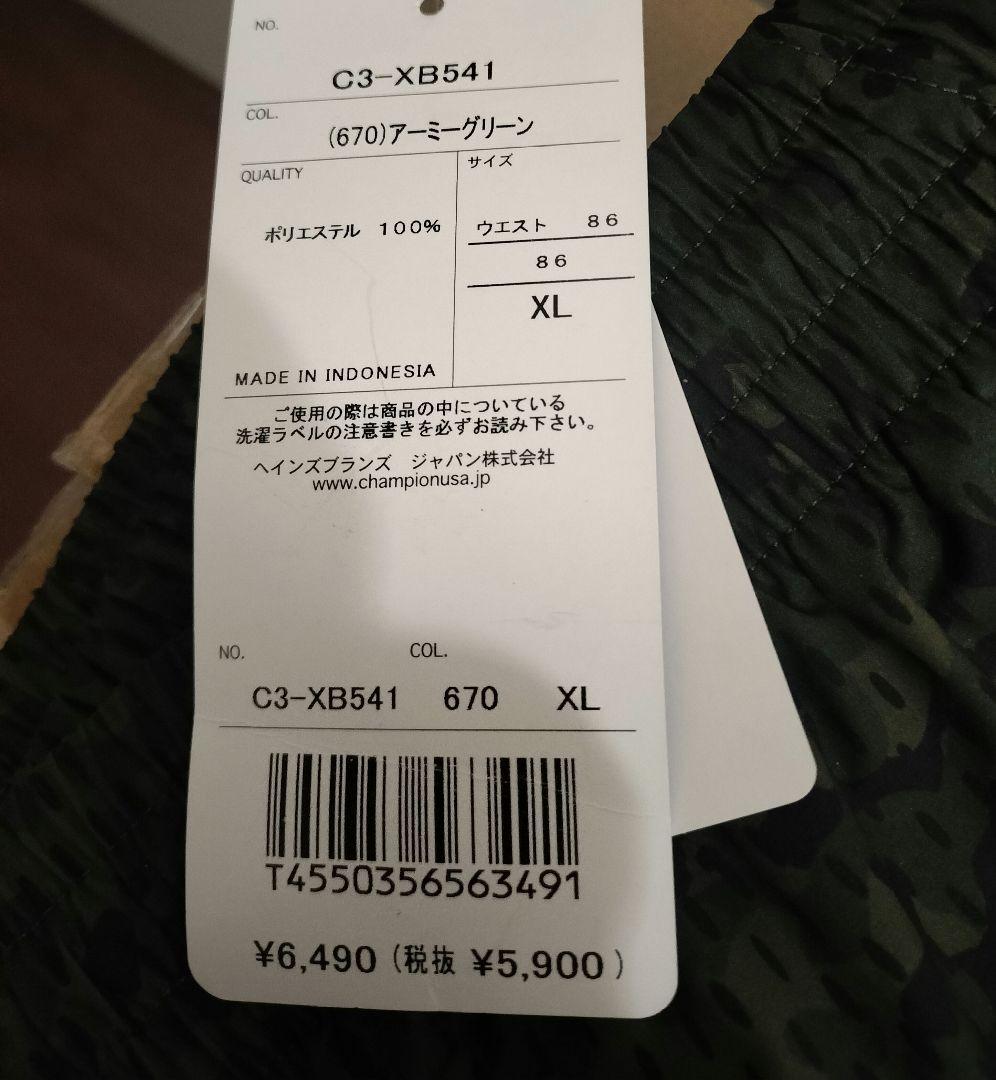 NO.
C3-XB541
COL.
(670)アーミーグリーン
QUALITY
ポリエステル 100%
MADE IN INDONESIA
サイズ
ウエスト 86
86
XL
ご使用の際は商品の中についている
洗濯ラベルの注意書きを必ずお読み下さい。
ヘインズブランズ ジャパン株式会社
www.championusa.jp
NO. COL.
C3-XB541 670 XL
T4550356563491
¥6,490 (税抜 ¥5,900)